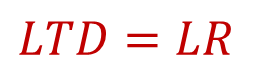 LTD = LR